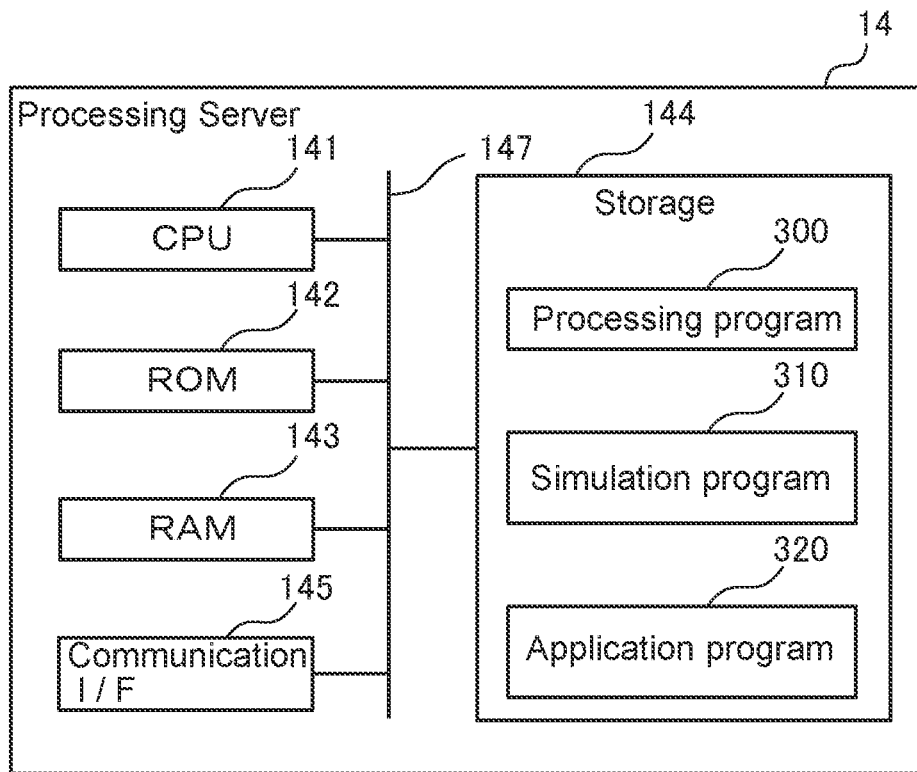 14
Processing Server
144
141
147
Storage
CPU
300
142
Processing program
ROM
310
143
Simulation program
RAM
320
145
Communication
I / F
Application program